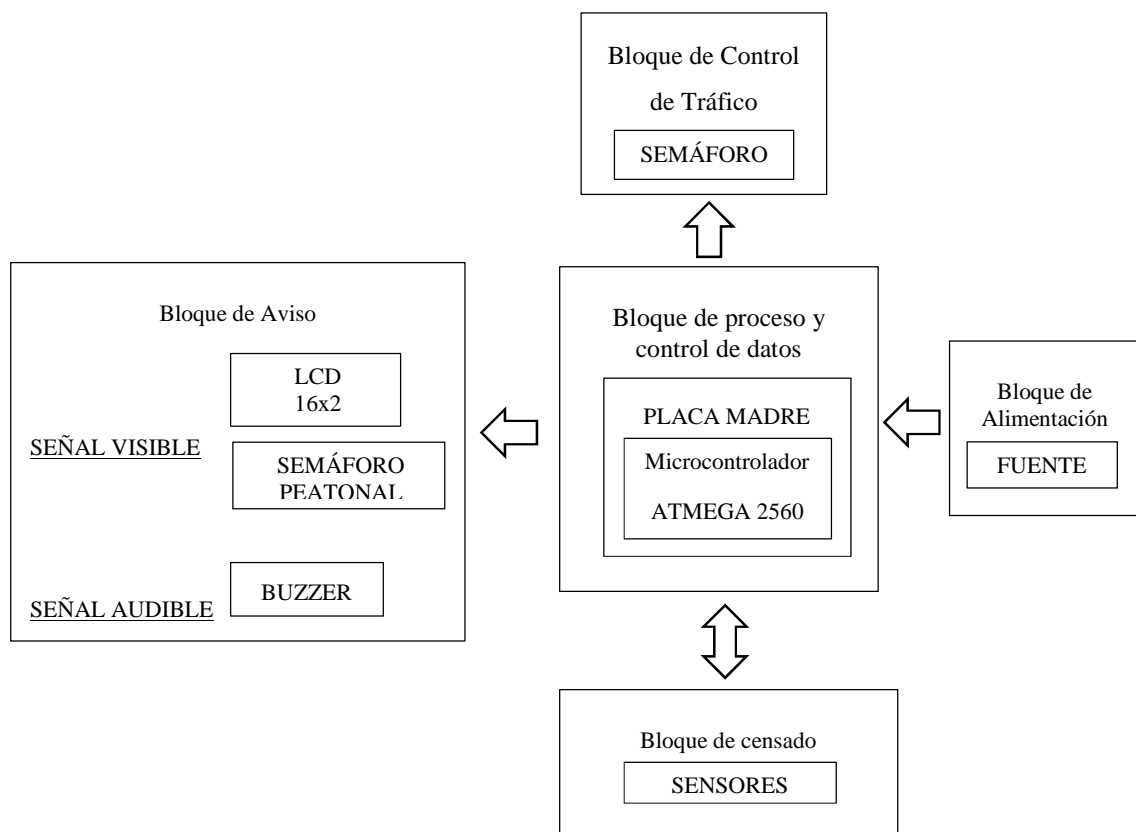 Bloque de Control
de Tráfico
SEMÁFORO
Bloque de Aviso
LCD
16x2
SEÑAL VISIBLE
SEMÁFORO
PEATONAL
BUZZER
SEÑAL AUDIBLE
Bloque de proceso y
control de datos
PLACA MADRE
Microcontrolador
ATMEGA 2560
Bloque de
Alimentación
FUENTE
Bloque de censado
SENSORES